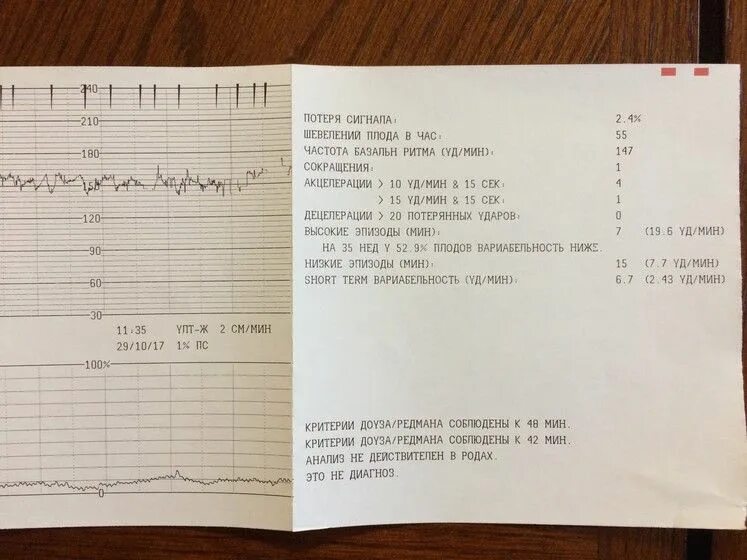 240
210
180
150
120
90
60
30
11:35 УЛТ-Ж 2 СМ/МИН
29/10/17 1% ПС
100%
0
ПОТЕРЯ СИГНАЛА: 2.4%
ШЕВЕЛЕНИЙ ПЛОДА В ЧАС: 55
ЧАСТОТА БАЗАЛЬН РИТМА (УД/МИН): 147
СОКРАЩЕНИЯ: 1
АКЦЕЛЕРАЦИИ > 10 УД/МИН & 15 СЕК: 4
> 15 УД/МИН & 15 СЕК: 1
ДЕЦЕЛЕРАЦИИ > 20 ПОТЕРЯННЫХ УДАРОВ: 0
ВЫСОКИЕ ЭПИЗОДЫ (МИН): 7 (19.6 УД/МИН)
НА 35 НЕД У 52.9% ПЛОДОВ ВАРИАБЕЛЬНОСТЬ НИЖЕ.
НИЗКИЕ ЭПИЗОДЫ (МИН): 15 (7.7 УД/МИН)
SHORT TERM ВАРИАБЕЛЬНОСТЬ (УД/МИН): 6.7 (2.43 УД/МИН)
КРИТЕРИИ ДОУЗА/РЕДМАНА СОБЛЮДЕНЫ К 48 МИН.
КРИТЕРИИ ДОУЗА/РЕДМАНА СОБЛЮДЕНЫ К 42 МИН.
АНАЛИЗ НЕ ДЕЙСТВИТЕЛЕН В РОДАХ.
ЭТО НЕ ДИАГНОЗ.